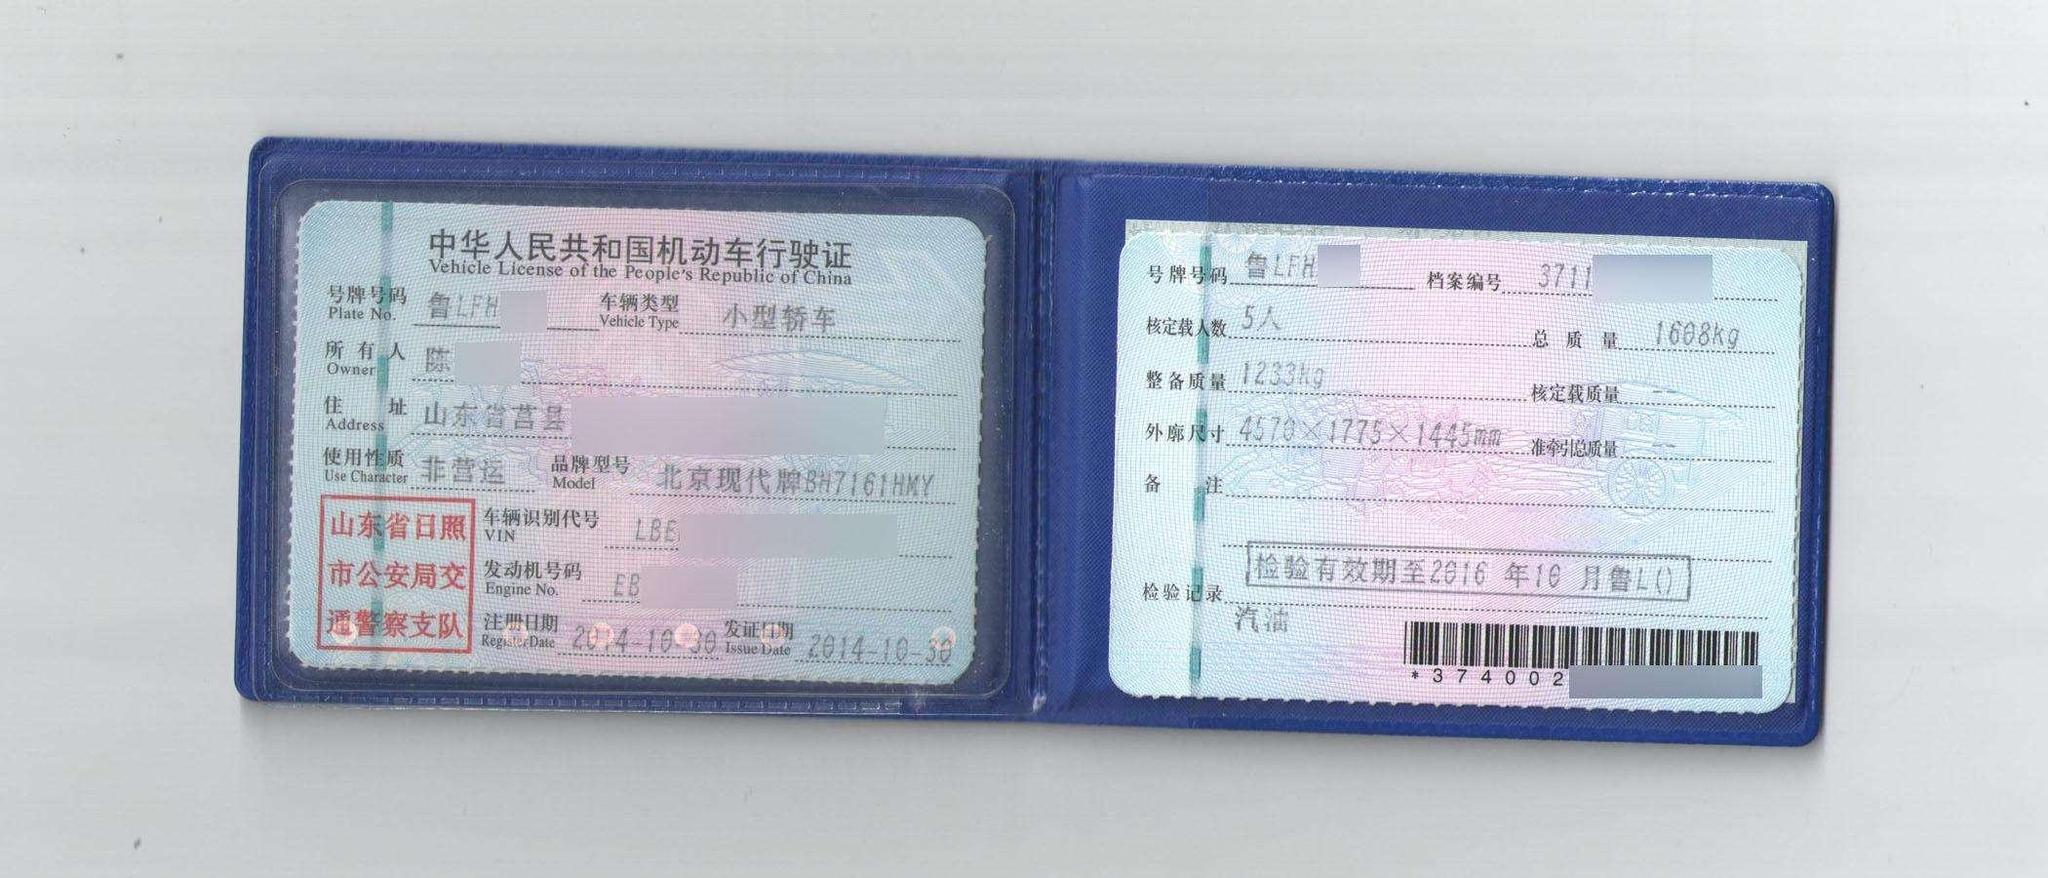 中华人民共和国机动车行驶证
Vehicle License of the People's Republic of China
号牌号码 鲁LFH 车辆类型 小型轿车
Plate No. Vehicle Type
所有人 陈
Owner
住址 山东省莒县
Address
使用性质 非营运 品牌型号 北京现代牌BH7161HMY
Use Character Model
山东省日照
市公安局交
通警察支队
车辆识别代号 LBE
VIN
发动机号码 EB
Engine No.
注册日期 2014-10-30 发证日期 2014-10-30
Register Date Issue Date
号牌号码 鲁LFH 档案编号 3711
核定载人数 5人 总质量 1608kg
整备质量 1233kg 核定载质量 --
外廓尺寸 4570×1775×1445mm 准牵引总质量 --
备注
检验有效期至2016 年10 月鲁L()
检验记录
汽油
*374002